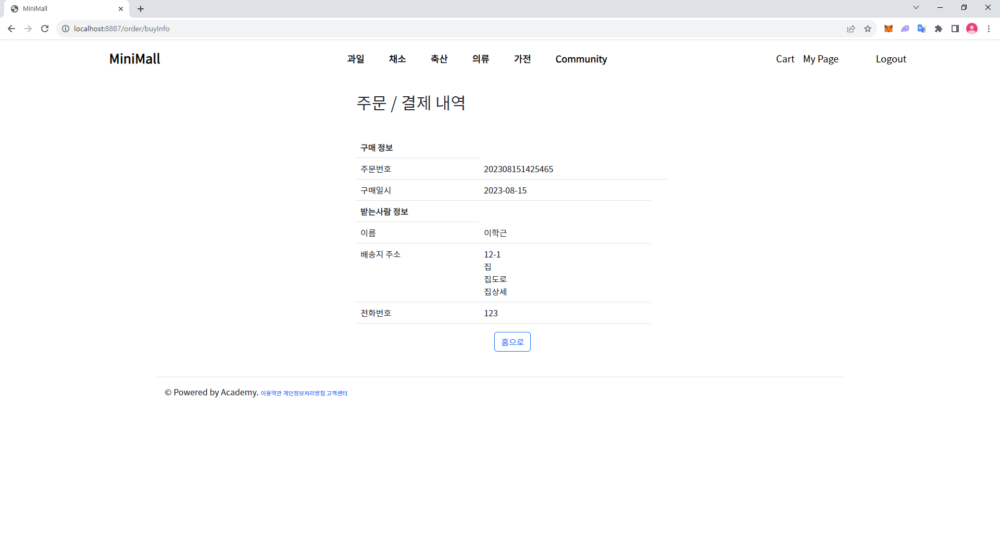 MiniMall
localhost:8887/order/buyInfo
MiniMall 과일 채소 축산 의류 가전 Community Cart My Page Logout
주문 / 결제 내역
구매 정보
주문번호 202308151425465
구매일시 2023-08-15
받는사람 정보
이름 이학근
배송지 주소 12-1
집
집도로
집상세
전화번호 123
홈으로
© Powered by Academy. 이용약관 개인정보처리방침 고객센터